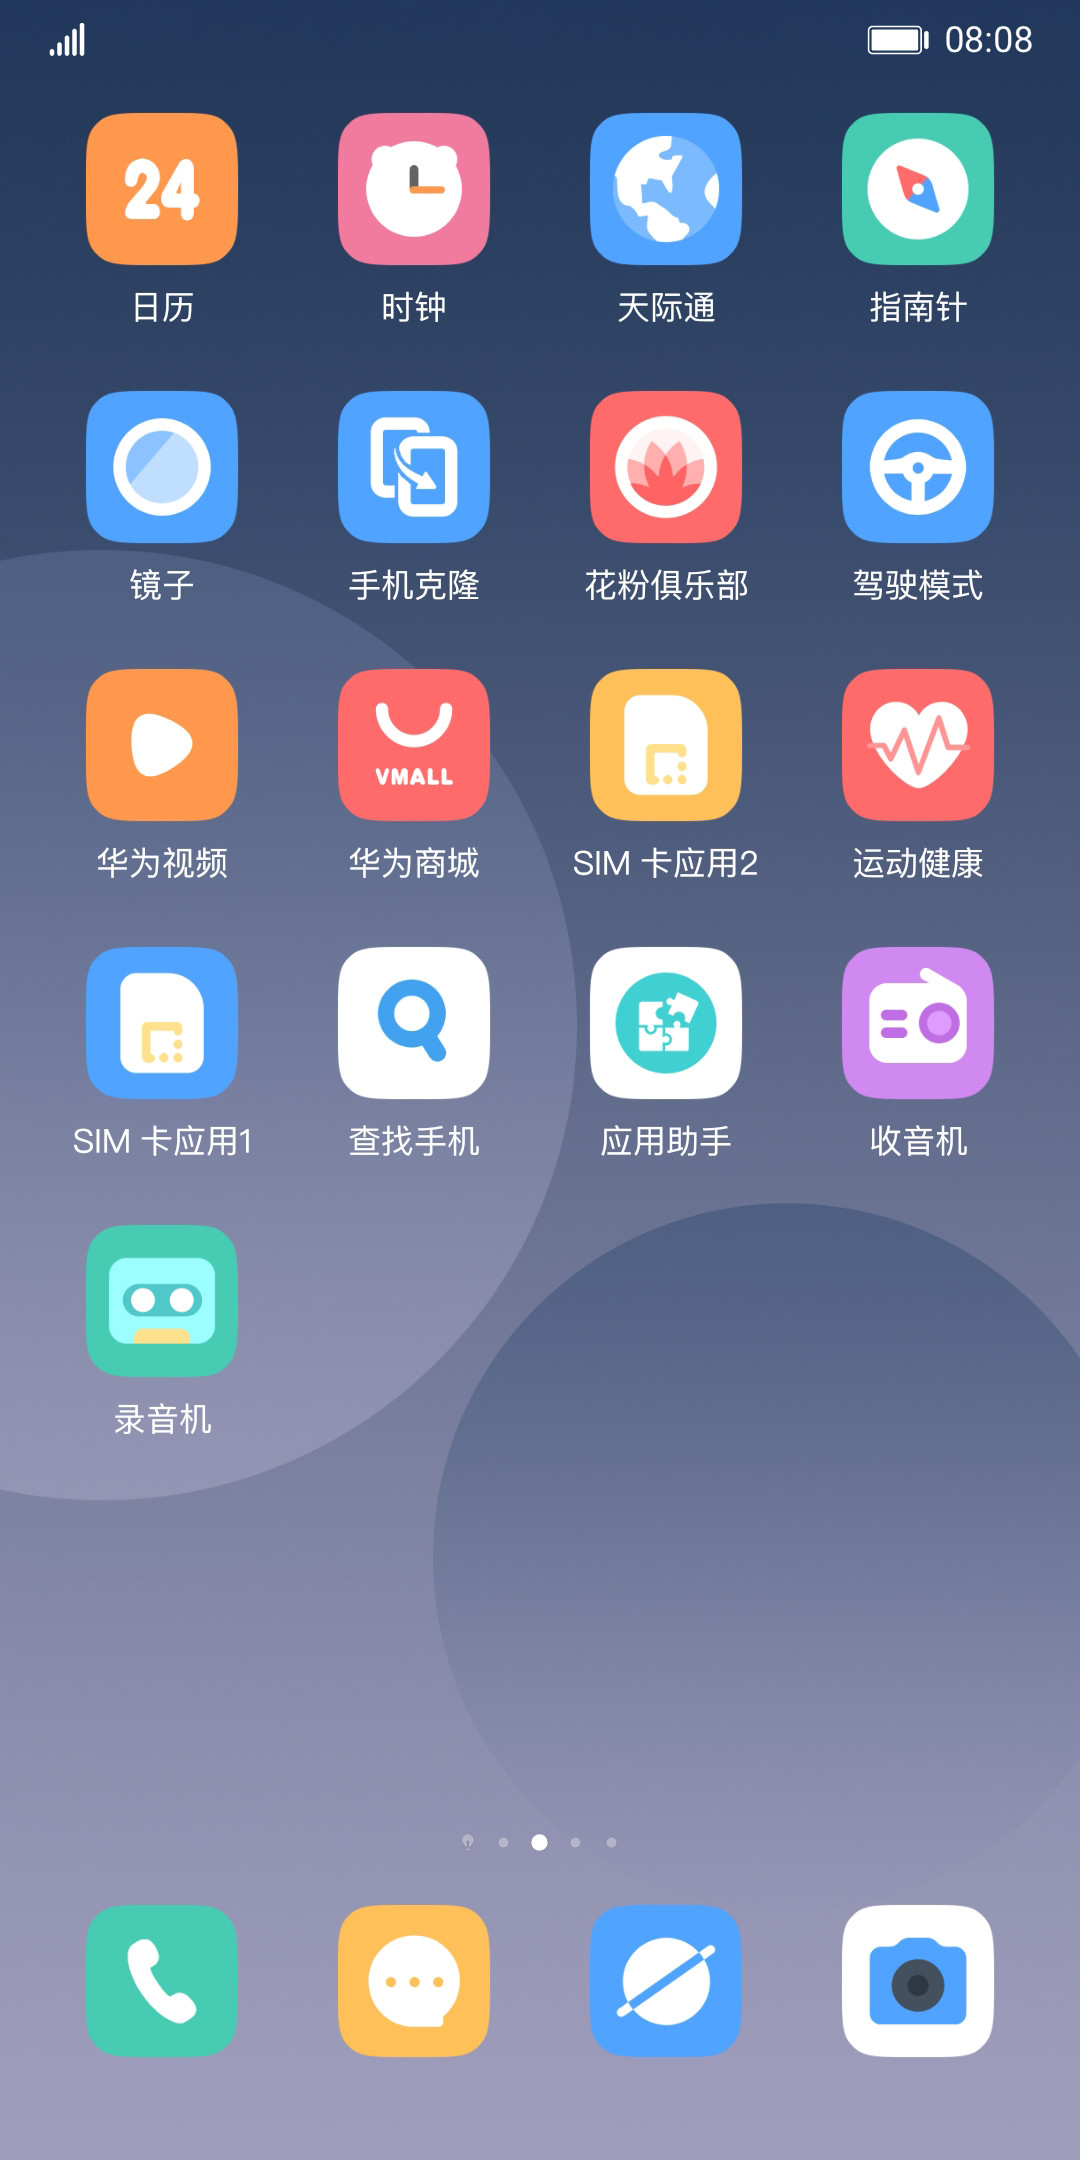 08:08
24
日历
时钟
天际通
指南针
镜子
手机克隆
花粉俱乐部
驾驶模式
VMALL
华为视频
华为商城
SIM 卡应用2
运动健康
SIM 卡应用1
查找手机
应用助手
收音机
录音机